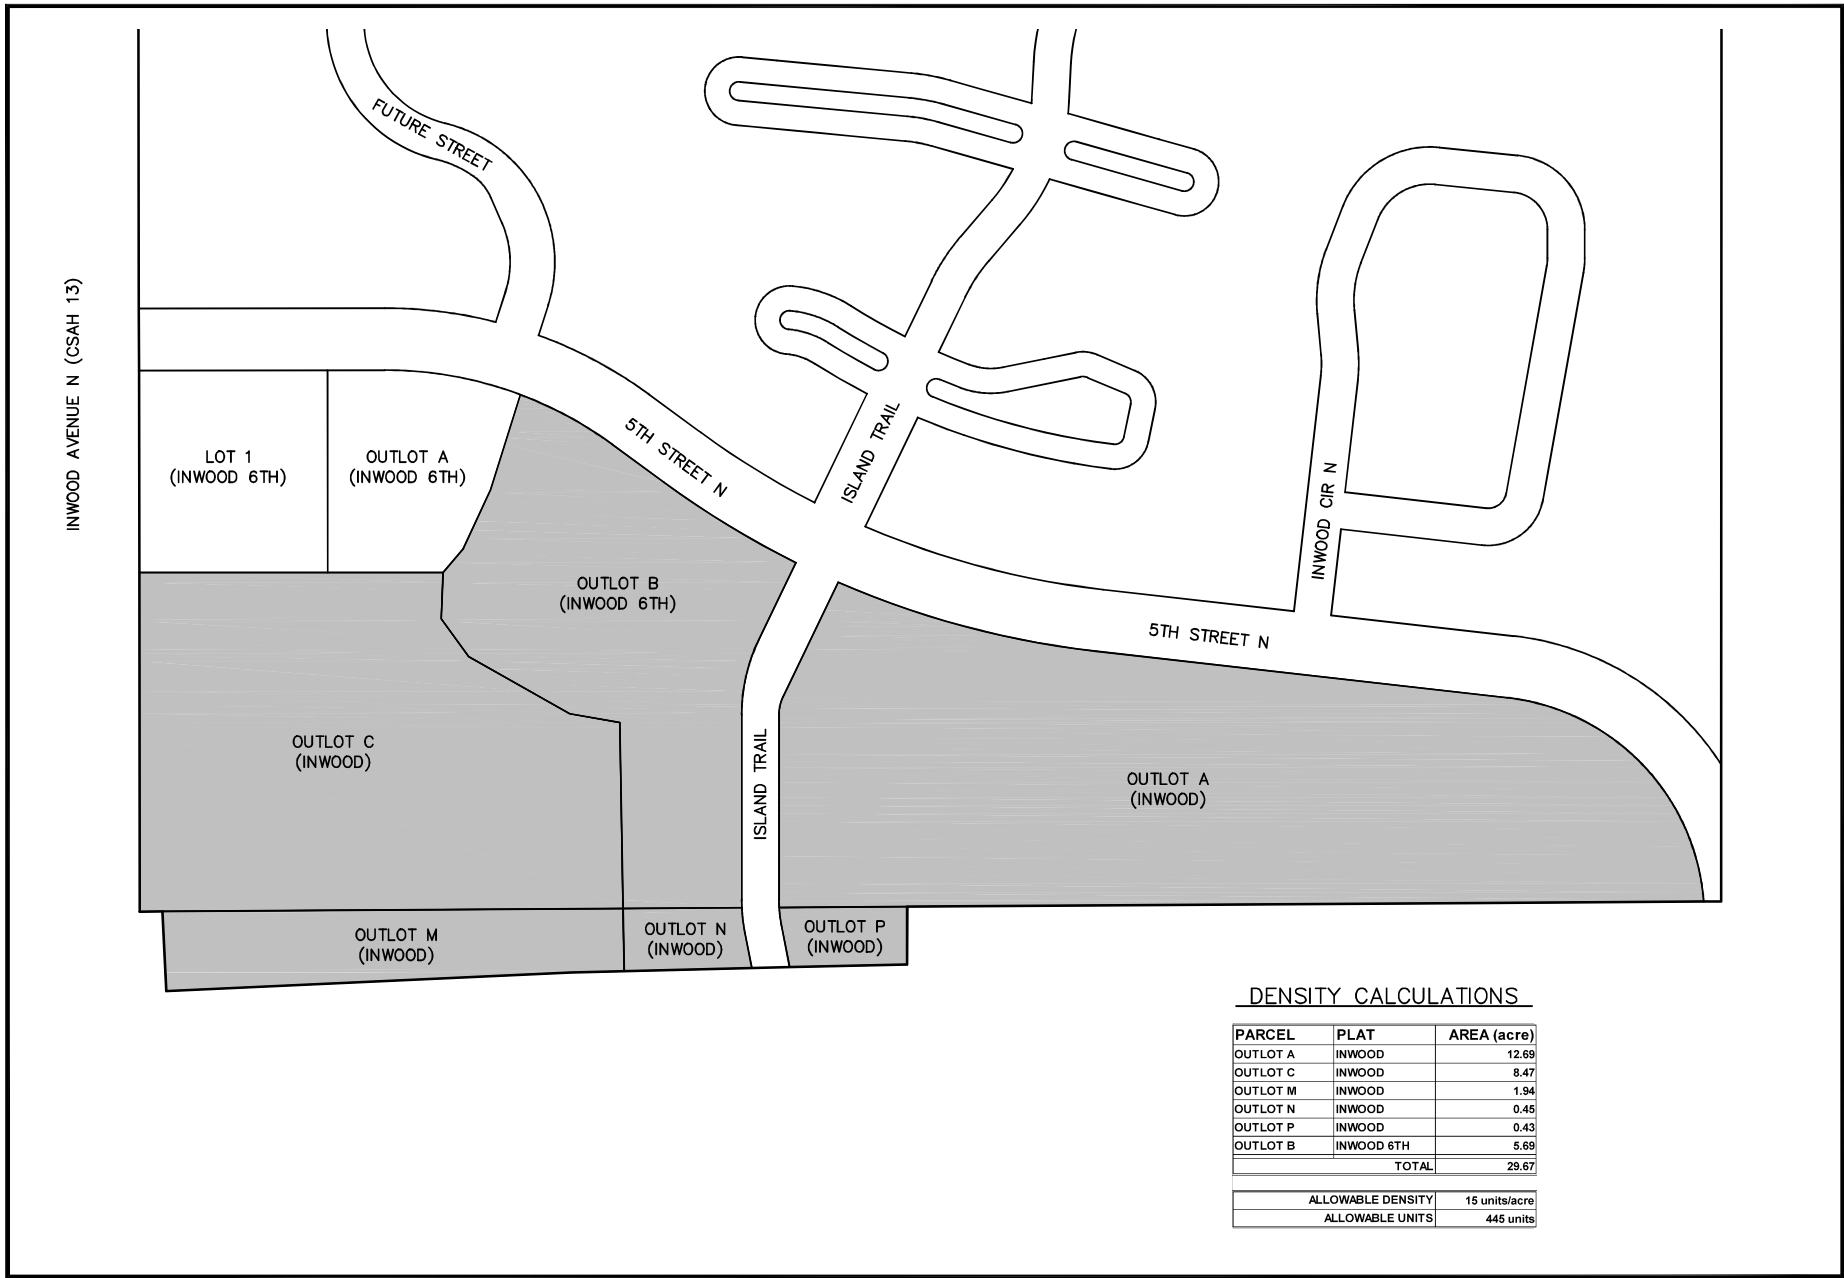 FUTURE STREET
INWOOD AVENUE N (CSAH 13)
LOT 1
(INWOOD 6TH)
OUTLOT A
(INWOOD 6TH)
5TH STREET N
ISLAND TRAIL
INWOOD CIR N
OUTLOT B
(INWOOD 6TH)
5TH STREET N
OUTLOT C
(INWOOD)
ISLAND TRAIL
OUTLOT A
(INWOOD)
OUTLOT M
(INWOOD)
OUTLOT N
(INWOOD)
OUTLOT P
(INWOOD)
DENSITY CALCULATIONS
PARCEL PLAT AREA (acre)
OUTLOT A INWOOD 12.69
OUTLOT C INWOOD 8.47
OUTLOT M INWOOD 1.94
OUTLOT N INWOOD 0.45
OUTLOT P INWOOD 0.43
OUTLOT B INWOOD 6TH 5.69
TOTAL 29.67
ALLOWABLE DENSITY 15 units/acre
ALLOWABLE UNITS 445 units